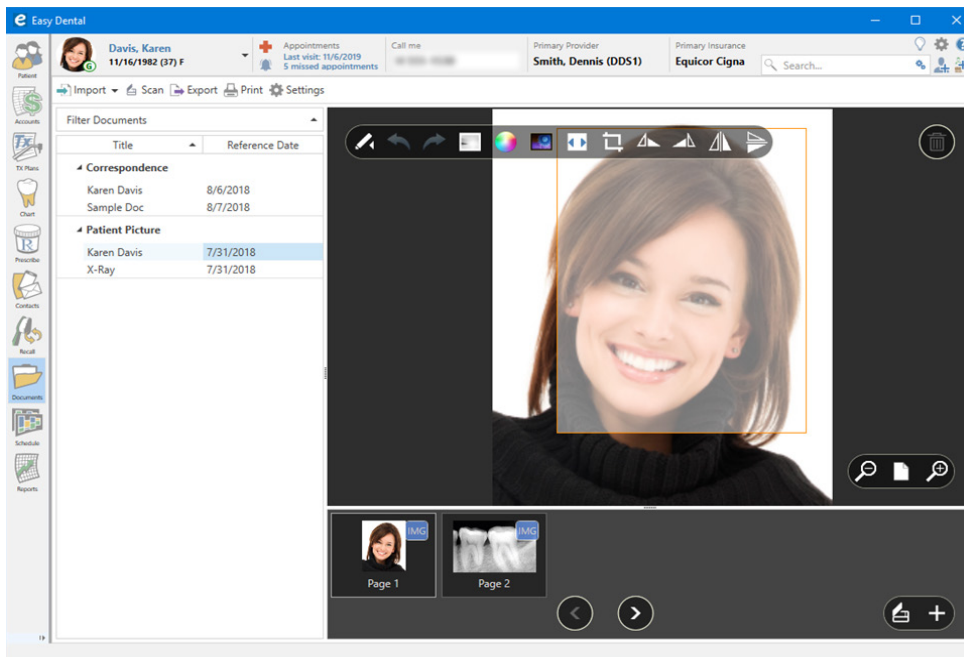 Easy Dental
Davis, Karen
11/16/1982 (37) F
G
Appointments
Last visit: 11/6/2019
5 missed appointments
Call me
Primary Provider
Smith, Dennis (DDS1)
Primary Insurance
Equicor Cigna
Search...
Patient
Accounts
TX Plans
Chart
Prescribe
Contacts
Recall
Documents
Schedule
Reports
Import Scan Export Print Settings
Filter Documents
Title Reference Date
Correspondence
Karen Davis 8/6/2018
Sample Doc 8/7/2018
Patient Picture
Karen Davis 7/31/2018
X-Ray 7/31/2018
IMG IMG
Page 1 Page 2